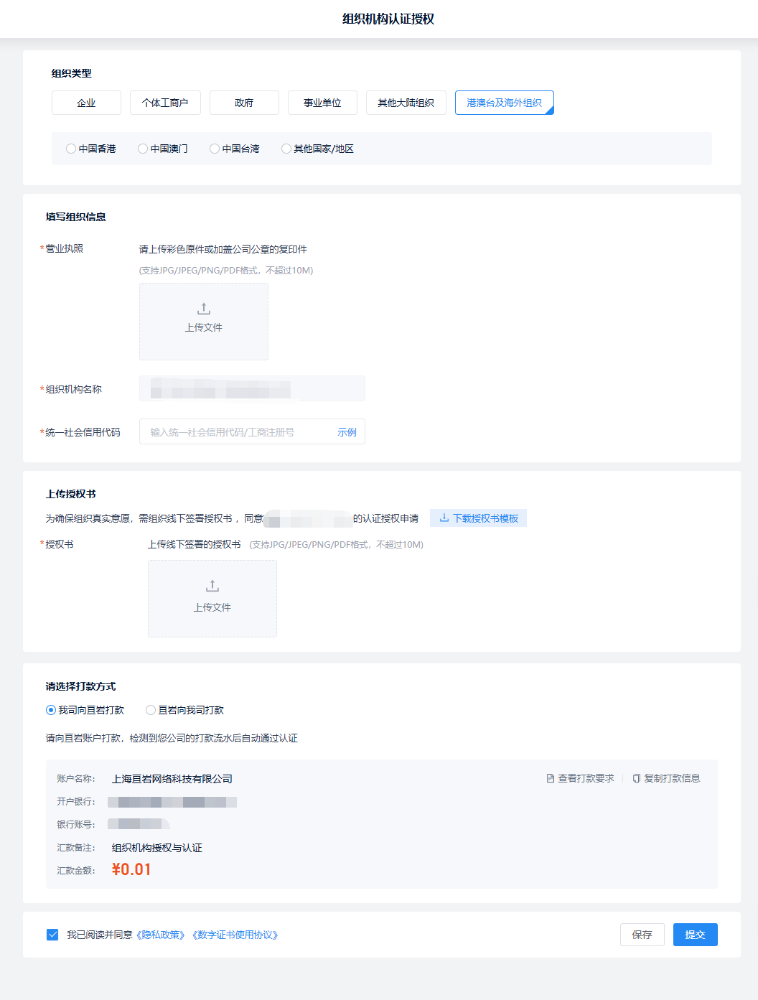 组织机构认证授权
组织类型
企业 个体工商户 政府 事业单位 其他大陆组织 港澳台及海外组织
中国香港 中国澳门 中国台湾 其他国家/地区
填写组织信息
*营业执照 请上传彩色原件或加盖公司公章的复印件
(支持JPG/JPEG/PNG/PDF格式，不超过10M)
上传文件
*组织机构名称
*统一社会信用代码 输入统一社会信用代码/工商注册号 示例
上传授权书
为确保组织真实意愿，需组织线下签署授权书，同意 的认证授权申请 下载授权书模板
*授权书 上传线下签署的授权书 (支持JPG/JPEG/PNG/PDF格式，不超过10M)
上传文件
请选择打款方式
我司向亘岩打款 亘岩向我司打款
请向亘岩账户打款，检测到您公司的打款流水后自动通过认证
账户名称： 上海亘岩网络科技有限公司 查看打款要求 复制打款信息
开户银行：
银行账号：
汇款备注： 组织机构授权与认证
汇款金额： ¥0.01
我已阅读并同意《隐私政策》《数字证书使用协议》 保存 提交